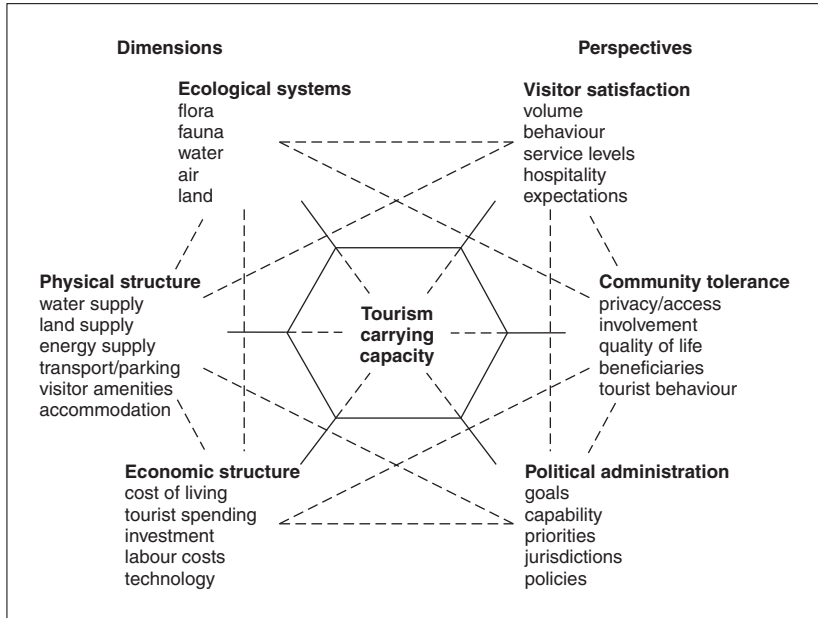 Dimensions
Perspectives
Ecological systems
flora
fauna
water
air
land
Visitor satisfaction
volume
behaviour
service levels
hospitality
expectations
Physical structure
water supply
land supply
energy supply
transport/parking
visitor amenities
accommodation
Tourism
carrying
capacity
Community tolerance
privacy/access
involvement
quality of life
beneficiaries
tourist behaviour
Economic structure
cost of living
tourist spending
investment
labour costs
technology
Political administration
goals
capability
priorities
jurisdictions
policies